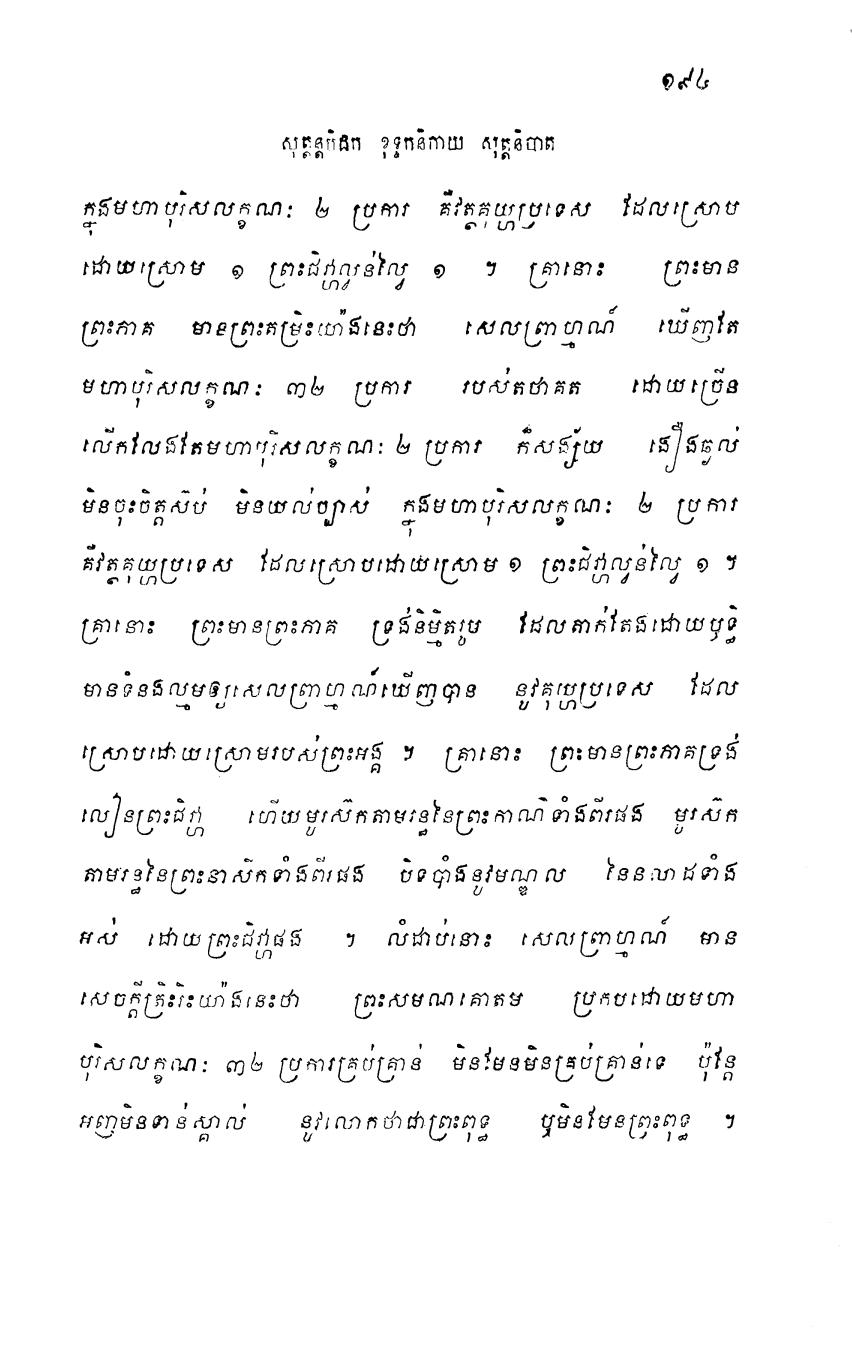 ១៩៤
សុត្តន្តបិដក ខុទ្ទកនិកាយ សុត្តនិបាត
ក្នុងមហាបុរិសលក្ខណៈ ២ ប្រការ គឺវត្ថគុយ្ហប្រទេស ដែលស្រោប
ដោយស្រោម ១ ព្រះជិវ្ហាល្វន់ល្វៃ ១ ។ គ្រានោះ ព្រះមាន
ព្រះភាគ មានព្រះតម្រិះយ៉ាងនេះថា សេលព្រាហ្មណ៍ ឃើញតែ
មហាបុរិសលក្ខណៈ ៣២ ប្រការ របស់តថាគត ដោយច្រើន
លើកលែងតែមហាបុរិសលក្ខណៈ ២ ប្រការ ក៏សង្ស័យ ងឿងឆ្ងល់
មិនចុះចិត្តស៊ប់ មិនយល់ច្បាស់ ក្នុងមហាបុរិសលក្ខណៈ ២ ប្រការ
គឺវត្ថគុយ្ហប្រទេស ដែលស្រោបដោយស្រោម ១ ព្រះជិវ្ហាល្វន់ល្វៃ ១ ។
គ្រានោះ ព្រះមានព្រះភាគ ទ្រង់និម្មិតរូប ដែលតាក់តែងដោយឫទ្ធិ
មានទំនងល្មមឲ្យសេលព្រាហ្មណ៍ឃើញបាន នូវគុយ្ហប្រទេស ដែល
ស្រោបដោយស្រោមរបស់ព្រះអង្គ ។ គ្រានោះ ព្រះមានព្រះភាគទ្រង់
លៀនព្រះជិវ្ហា ហើយមូរស៊កតាមរន្ធនៃព្រះកាណ៌ទាំងពីរផង មូរស៊ក
តាមរន្ធនៃព្រះនាសិកទាំងពីរផង បិទបាំងនូវមណ្ឌល នៃនលាដទាំង
អស់ ដោយព្រះជិវ្ហាផង ។ លំដាប់នោះ សេលព្រាហ្មណ៍ មាន
សេចក្តីត្រិះរិះយ៉ាងនេះថា ព្រះសមណគោតម ប្រកបដោយមហា
បុរិសលក្ខណៈ ៣២ ប្រការគ្រប់គ្រាន់ មិនមែនមិនគ្រប់គ្រាន់ទេ ប៉ុន្តែ
អញមិនទាន់ស្គាល់ នូវលោកថាជាព្រះពុទ្ធ ឬមិនមែនព្រះពុទ្ធ ។